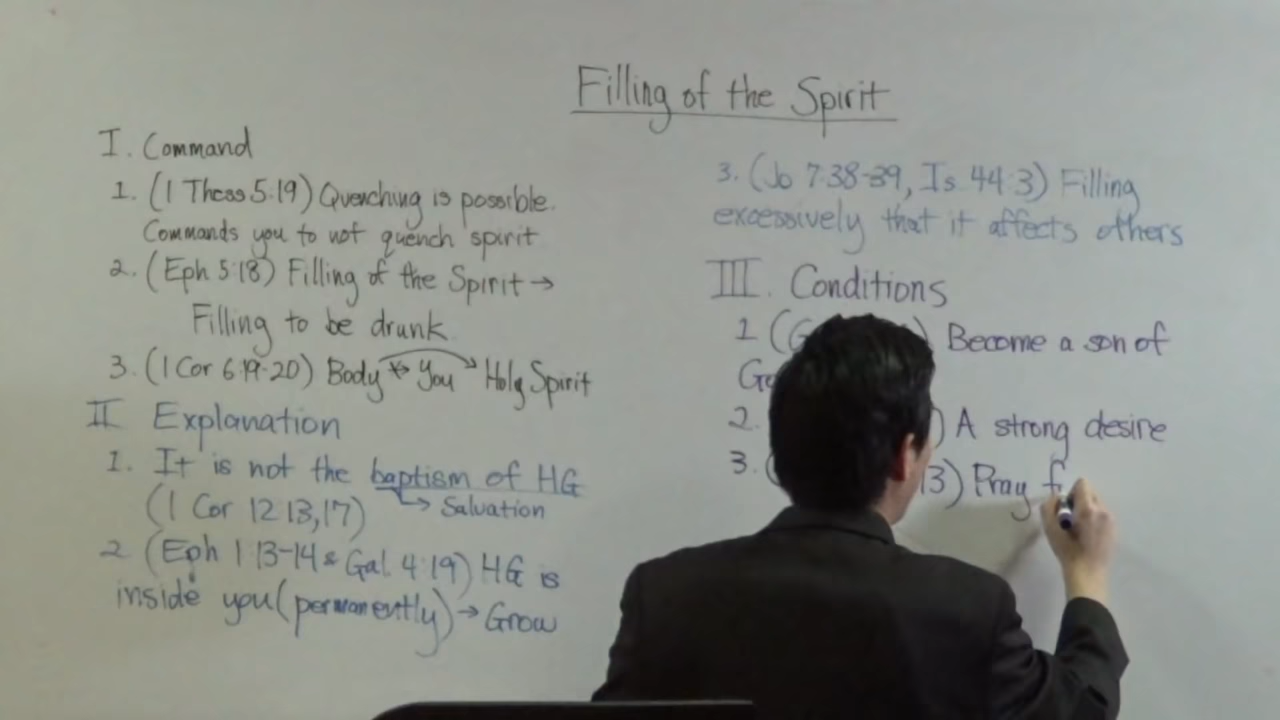 Filling of the Spirit
I. Command
1. (1 Thess 5:19) Quenching is possible.
Commands you to not quench spirit
2. (Eph 5:18) Filling of the Spirit →
Filling to be drunk
3. (1 Cor 6:19-20) Body ↔ You → Holy Spirit
II Explanation
1. It is not the baptism of HG
(1 Cor 12:13,17) → Salvation
2 (Eph 1:13-14 & Gal. 4:19) HG is
inside you (permanently) → Grow
3. (Jo 7:38-39, Is 44:3) Filling
excessively that it affects others
III. Conditions
1 ( ) Become a son of
2. ) A strong desire
3. ( 13) Pray f